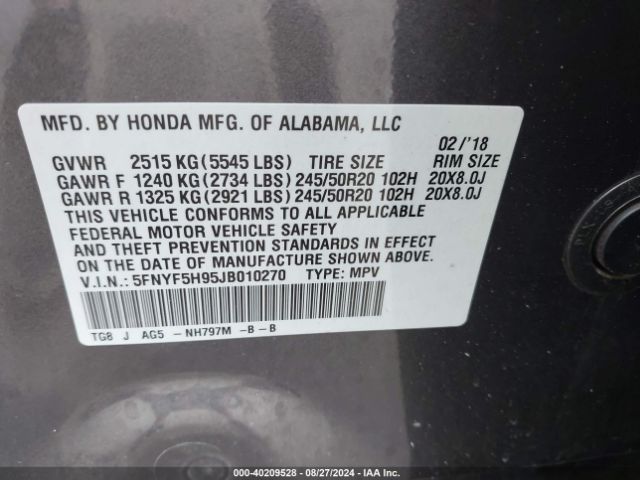 MFD. BY HONDA MFG. OF ALABAMA, LLC
02/'18
GVWR 2515 KG (5545 LBS) TIRE SIZE RIM SIZE
GAWR F 1240 KG (2734 LBS) 245/50R20 102H 20X8.0J
GAWR R 1325 KG (2921 LBS) 245/50R20 102H 20X8.0J
THIS VEHICLE CONFORMS TO ALL APPLICABLE
FEDERAL MOTOR VEHICLE SAFETY
AND THEFT PREVENTION STANDARDS IN EFFECT
ON THE DATE OF MANUFACTURE SHOWN ABOVE.
V.I.N.: 5FNYF5H95JB010270 TYPE: MPV
TG8 J AG5 -NH797M -B-B
000-40209528 - 08/27/2024 - IAA Inc.